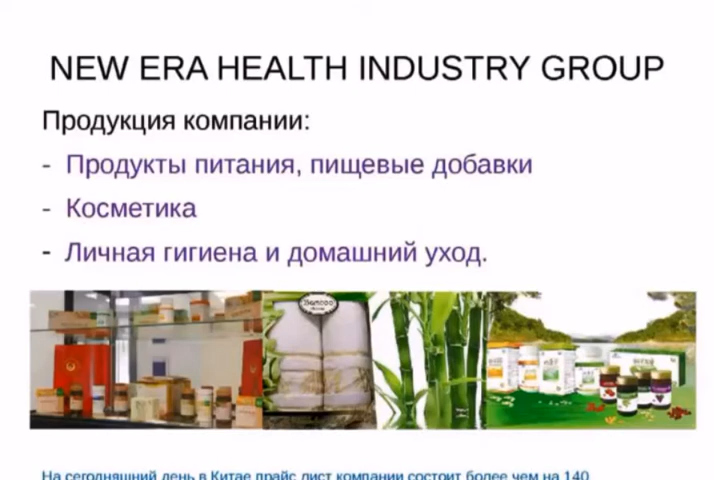 NEW ERA HEALTH INDUSTRY GROUP
Продукция компании:
- Продукты питания, пищевые добавки
- Косметика
- Личная гигиена и домашний уход.
Bamboo
На сегодняшний день в Китае прайс лист компании состоит более чем на 140